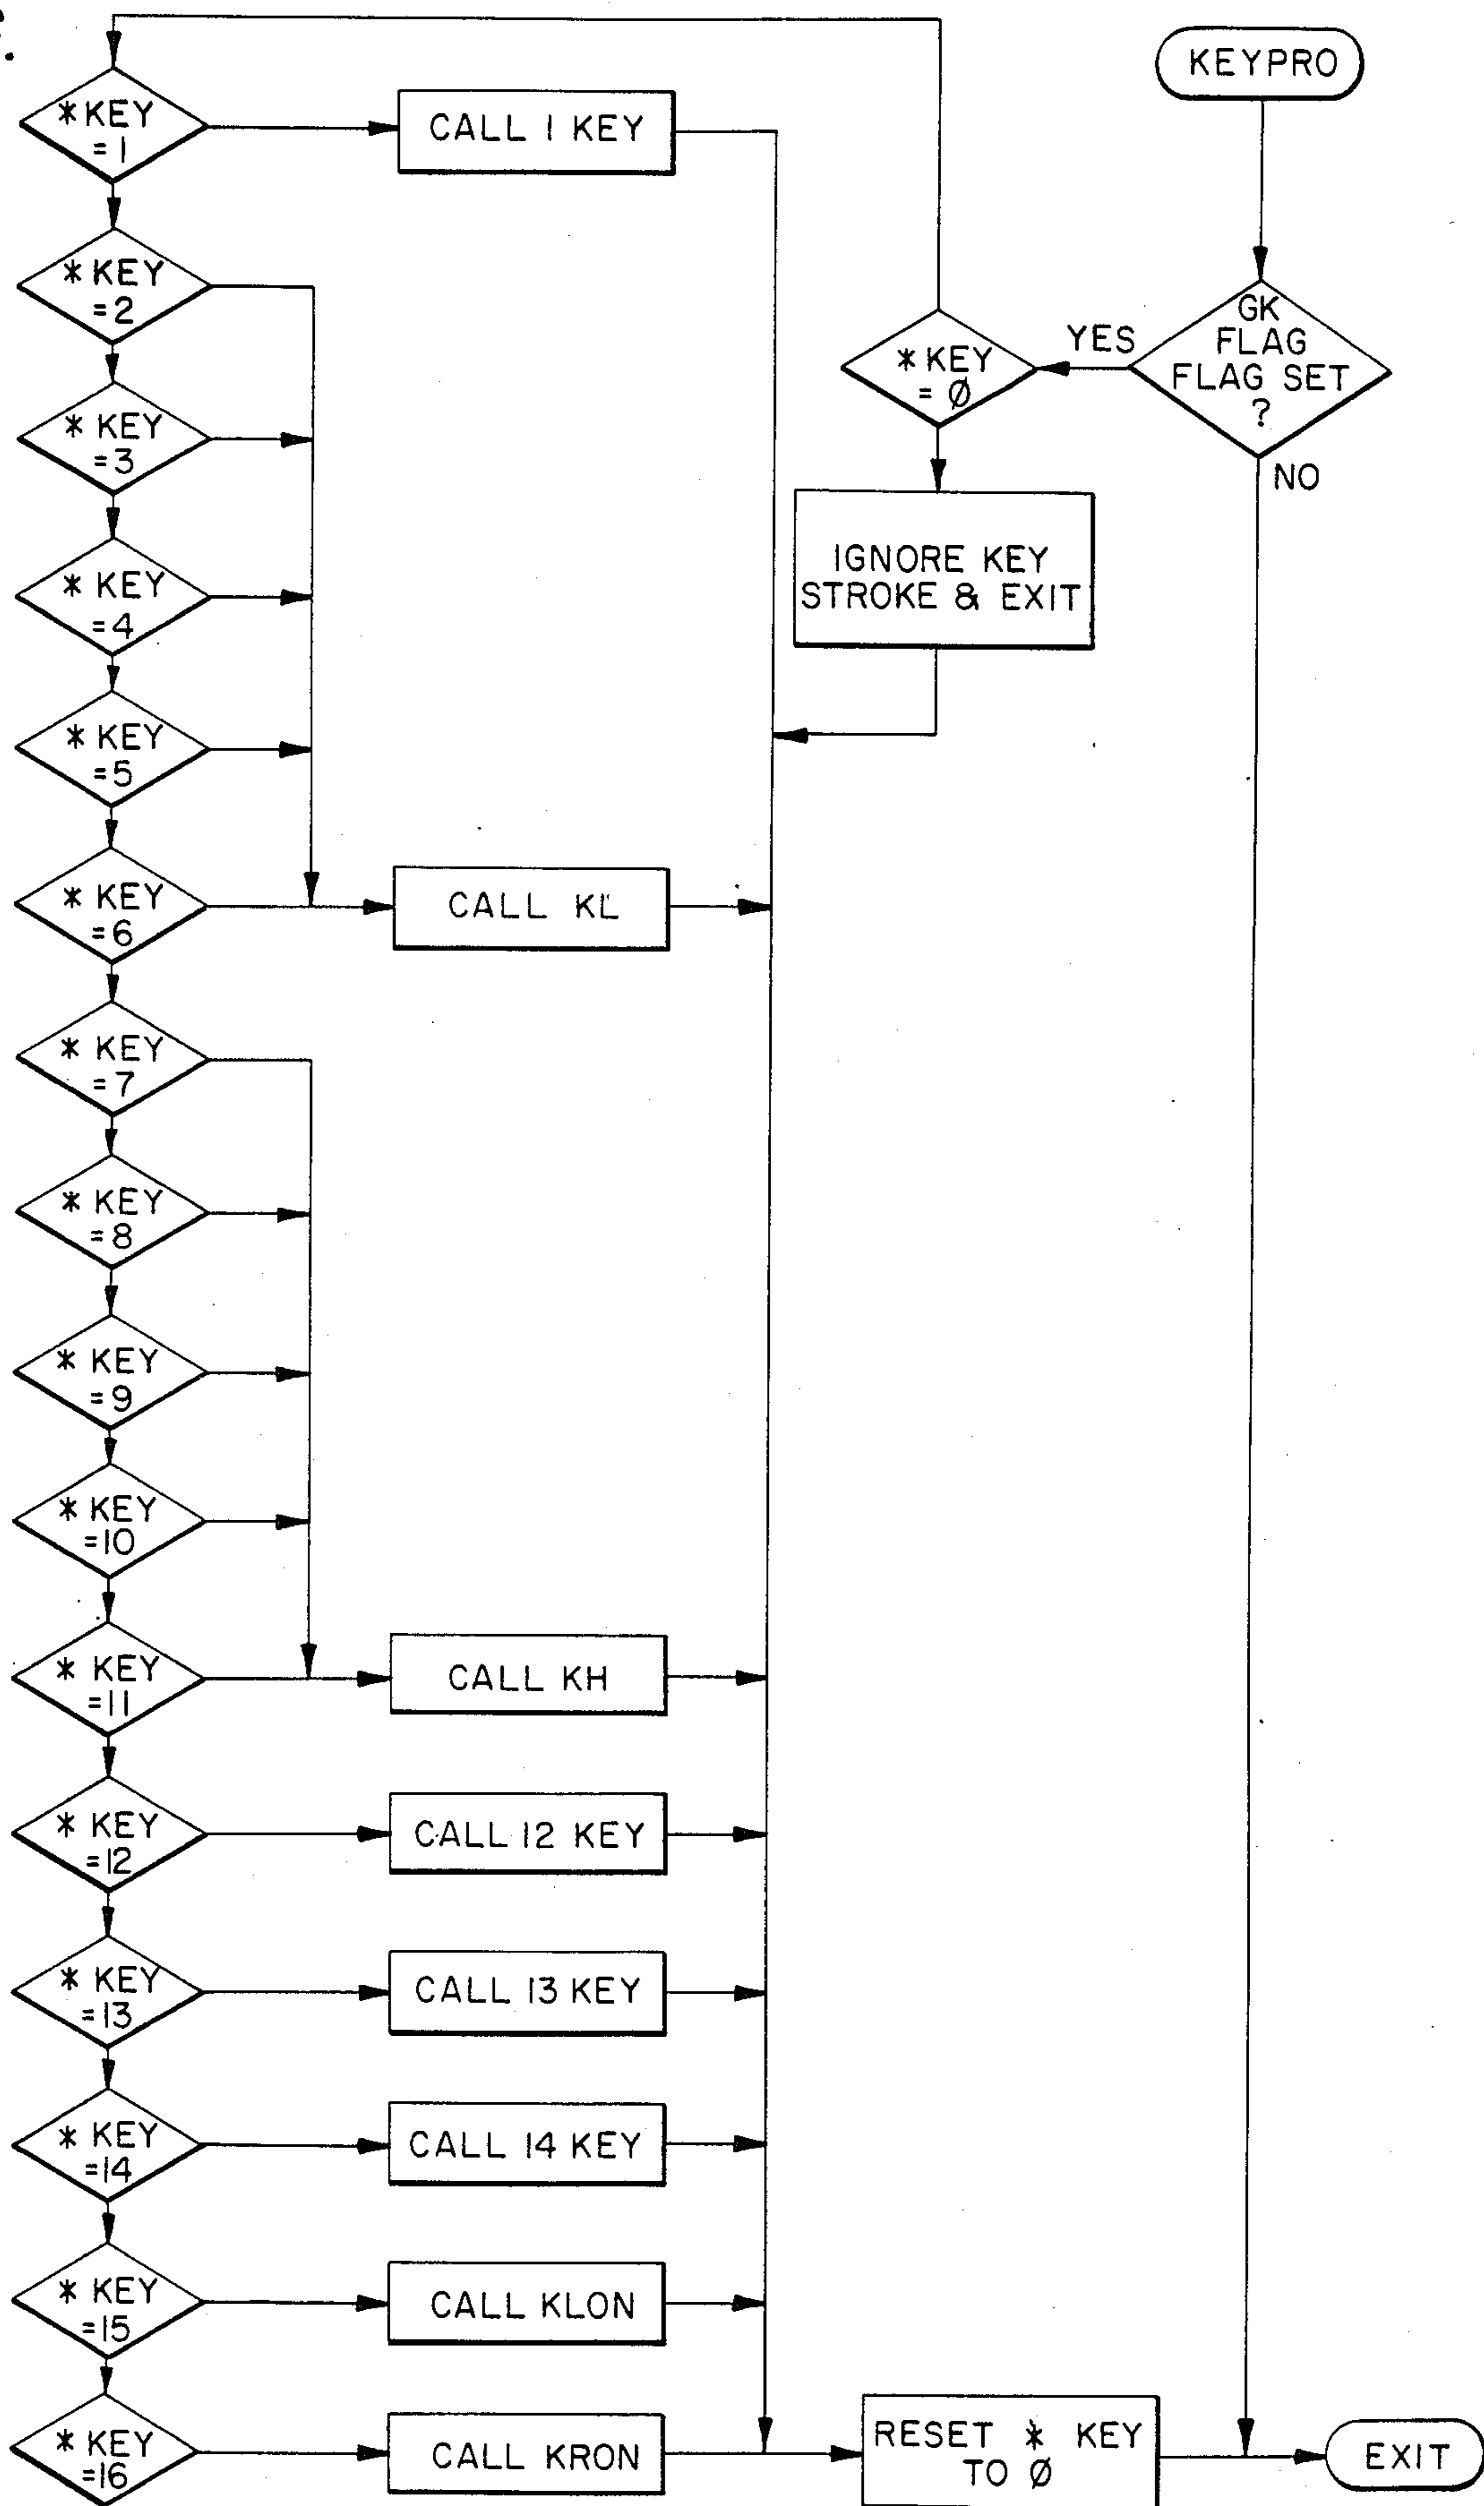 KEYPRO
GK
FLAG
FLAG SET
?
YES
NO
* KEY
= Ø
IGNORE KEY
STROKE & EXIT
* KEY
=1
CALL 1 KEY
* KEY
=2
* KEY
=3
* KEY
=4
* KEY
=5
* KEY
=6
CALL KL
* KEY
=7
* KEY
=8
* KEY
=9
* KEY
=10
* KEY
=11
CALL KH
* KEY
=12
CALL 12 KEY
* KEY
=13
CALL 13 KEY
* KEY
=14
CALL 14 KEY
* KEY
=15
CALL KLON
* KEY
=16
CALL KRON
RESET * KEY
TO Ø
EXIT